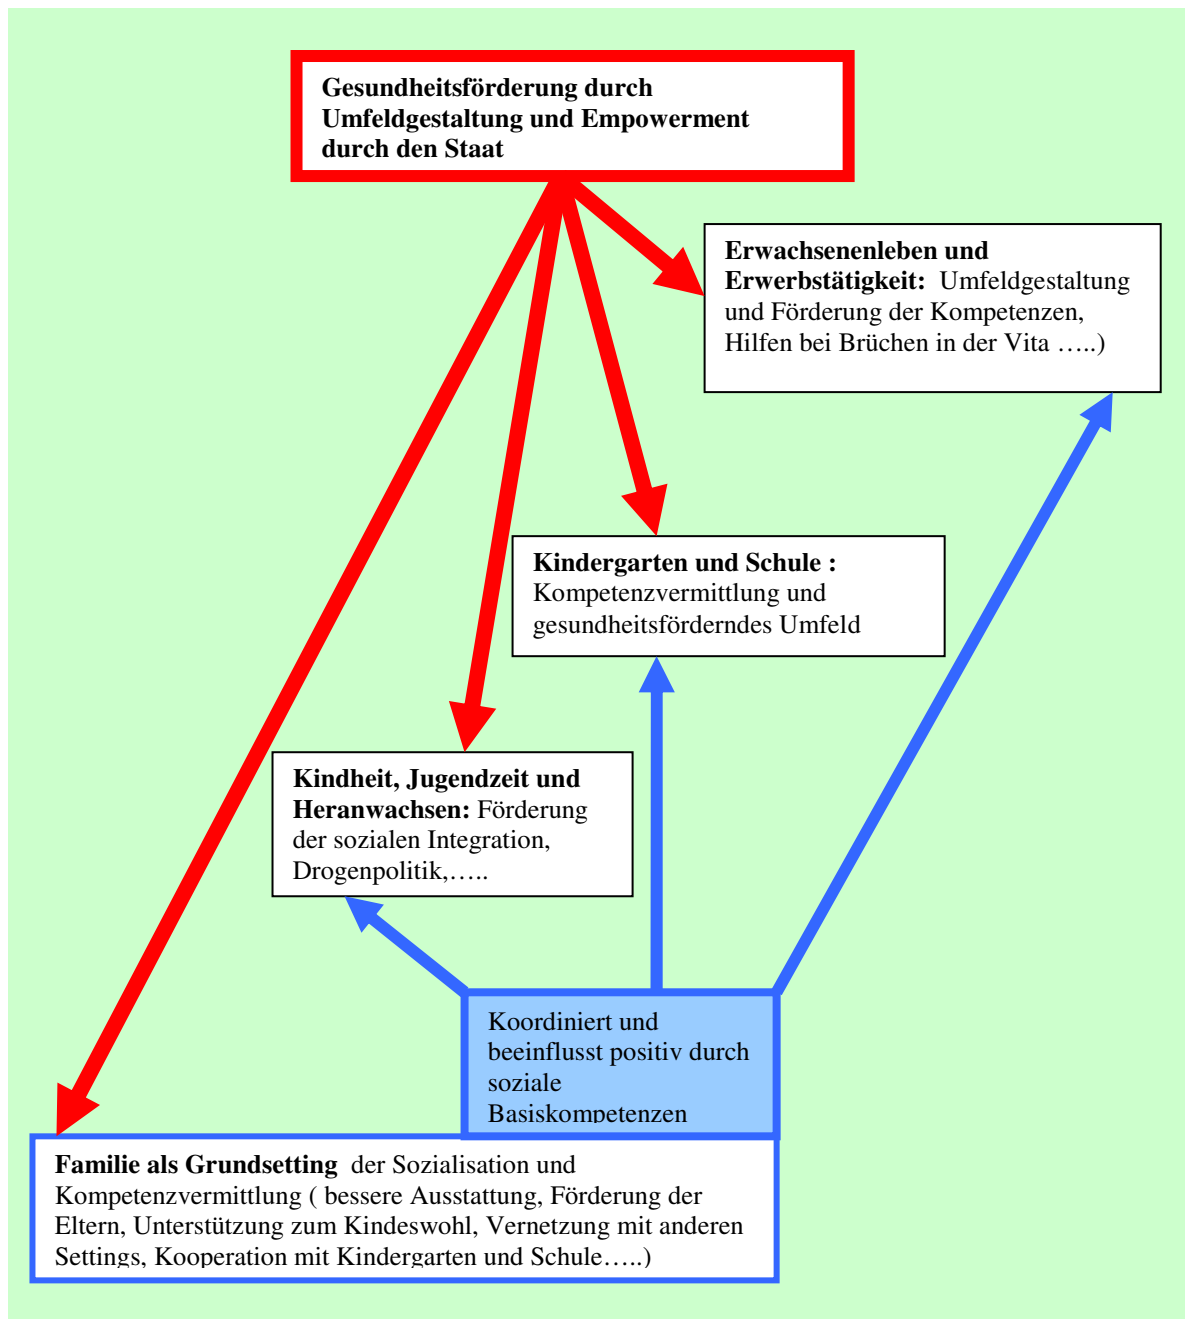 Gesundheitsförderung durch
Umfeldgestaltung und Empowerment
durch den Staat
Erwachsenenleben und
Erwerbstätigkeit: Umfeldgestaltung
und Förderung der Kompetenzen,
Hilfen bei Brüchen in der Vita …..)
Kindergarten und Schule :
Kompetenzvermittlung und
gesundheitsförderndes Umfeld
Kindheit, Jugendzeit und
Heranwachsen: Förderung
der sozialen Integration,
Drogenpolitik,…..
Koordiniert und
beeinflusst positiv durch
soziale
Basiskompetenzen
Familie als Grundsetting der Sozialisation und
Kompetenzvermittlung ( bessere Ausstattung, Förderung der
Eltern, Unterstützung zum Kindeswohl, Vernetzung mit anderen
Settings, Kooperation mit Kindergarten und Schule…..)